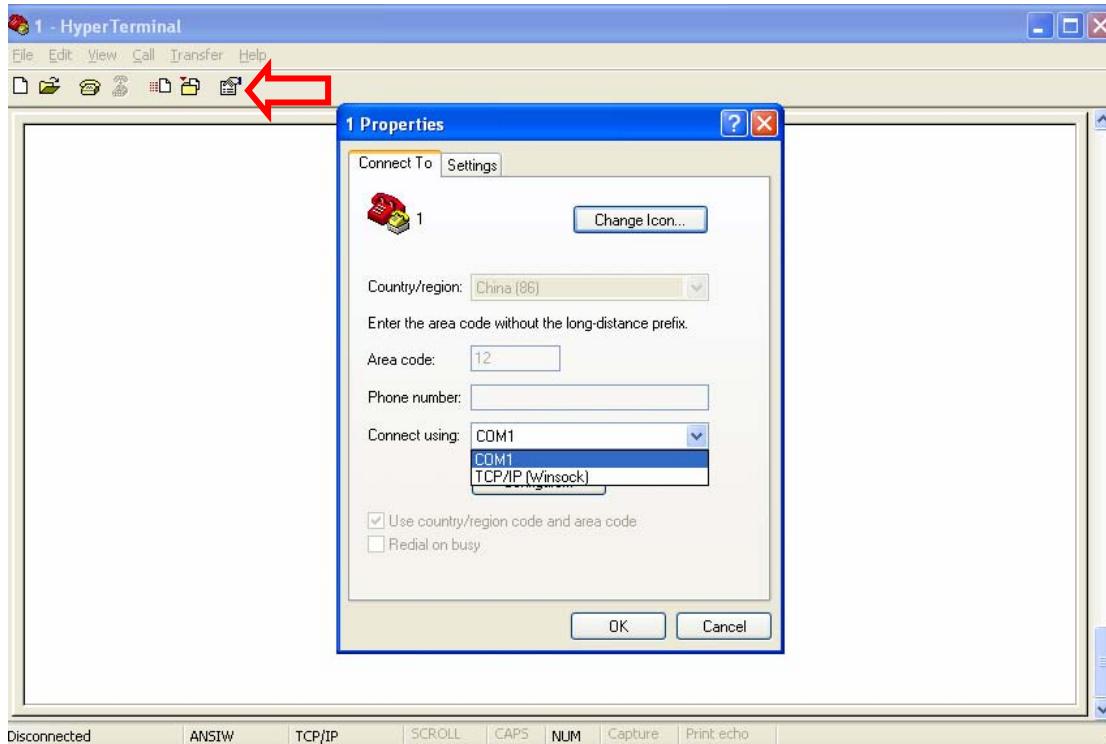 1 - HyperTerminal
File Edit View Call Transfer Help
1 Properties
Connect To Settings
1
Change Icon...
Country/region: China (86)
Enter the area code without the long-distance prefix.
Area code: 12
Phone number:
Connect using: COM1
COM1
TCP/IP (Winsock)
Use country/region code and area code
Redial on busy
OK Cancel
Disconnected ANSIW TCP/IP SCROLL CAPS NUM Capture Print echo